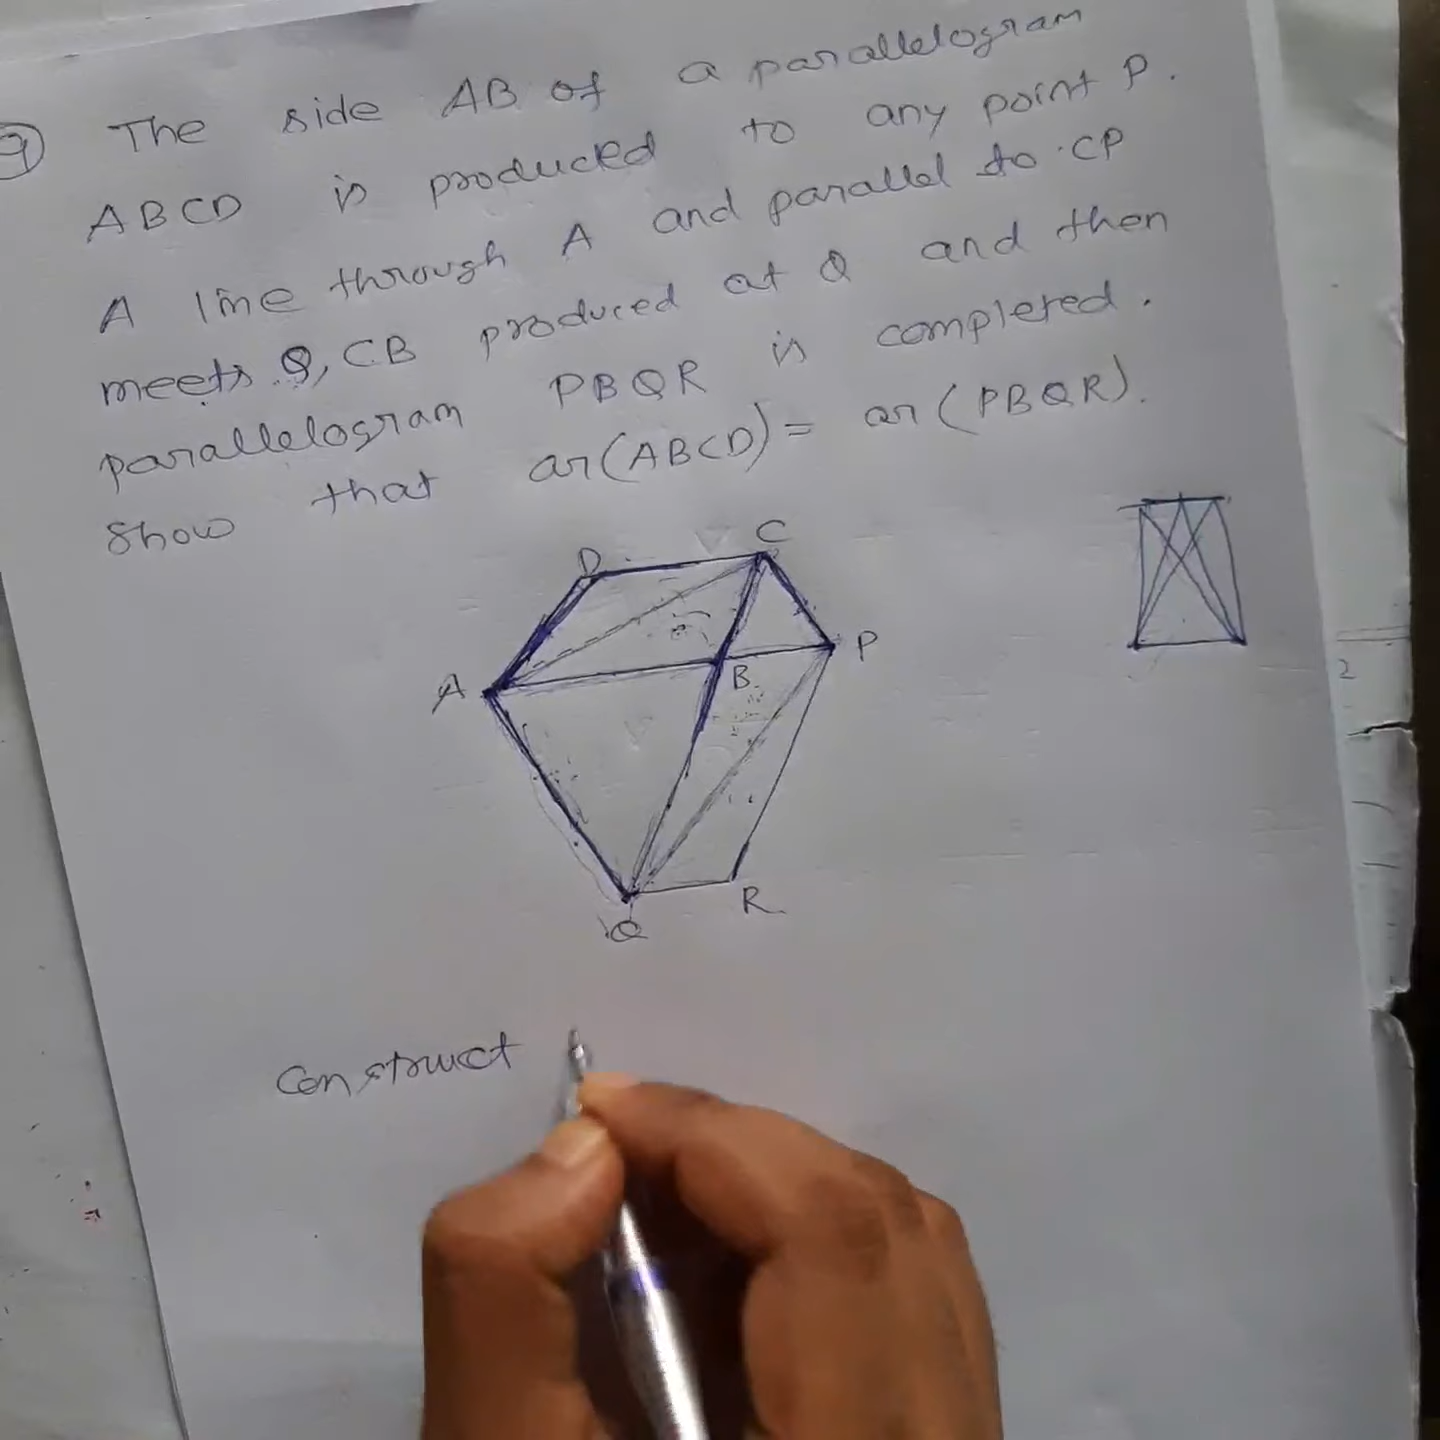 9 The side AB of a parallelogram
ABCD is produced to any point P.
A line through A and parallel to CP
meets Q, CB produced at Q and then
parallelogram PBQR is completed.
Show that ar(ABCD) = ar(PBQR).
D C
A B P
Q R
Construct
2